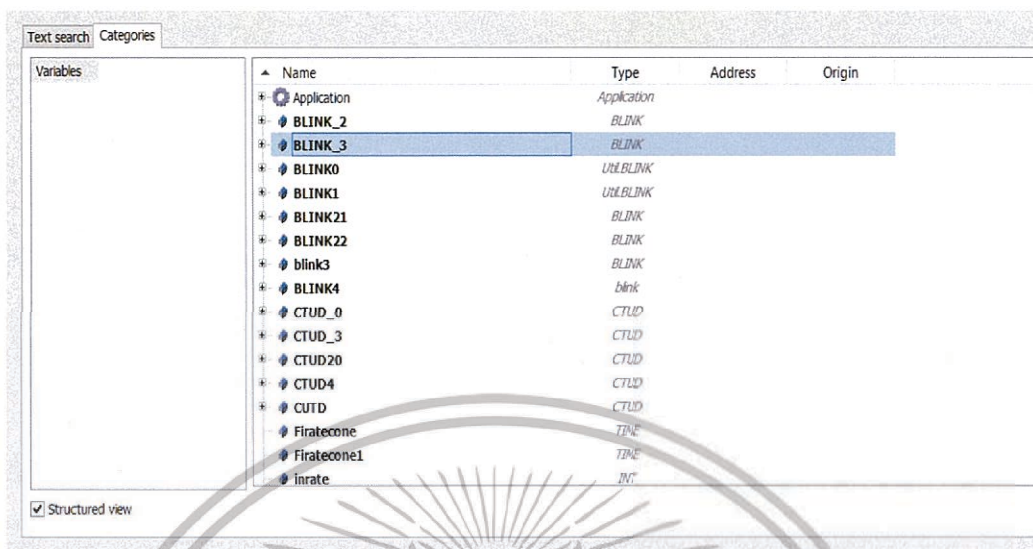 Text search Categories
Variables
Name Type Address Origin
Application Application
BLINK_2 BLINK
BLINK_3 BLINK
BLINK0 Util.BLINK
BLINK1 Util.BLINK
BLINK21 BLINK
BLINK22 BLINK
blink3 BLINK
BLINK4 blink
CTUD_0 CTUD
CTUD_3 CTUD
CTUD20 CTUD
CTUD4 CTUD
CUTD CTUD
Firatecone TIME
Firatecone1 TIME
inrate INT
Structured view